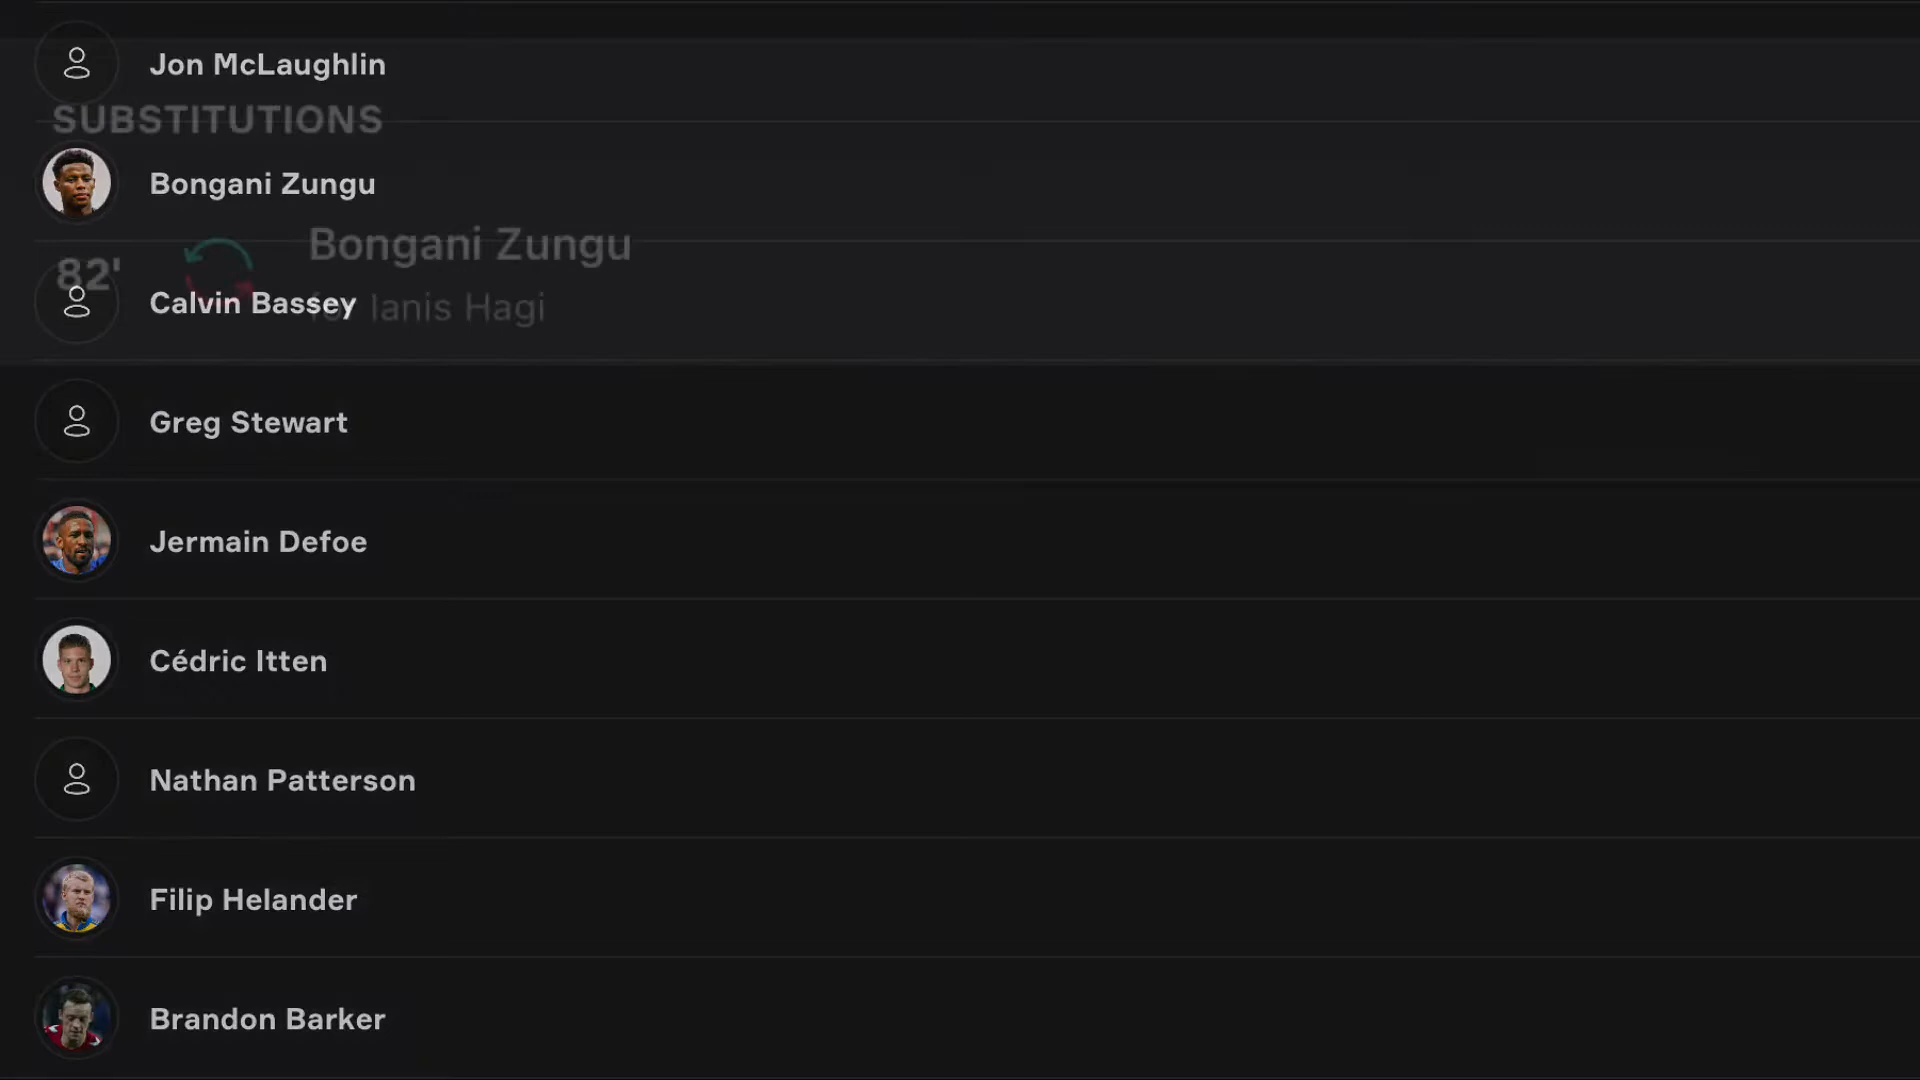 Jon McLaughlin
SUBSTITUTIONS
Bongani Zungu
Bongani Zungu
82'
Calvin Bassey
Ianis Hagi
Greg Stewart
Jermain Defoe
Cédric Itten
Nathan Patterson
Filip Helander
Brandon Barker